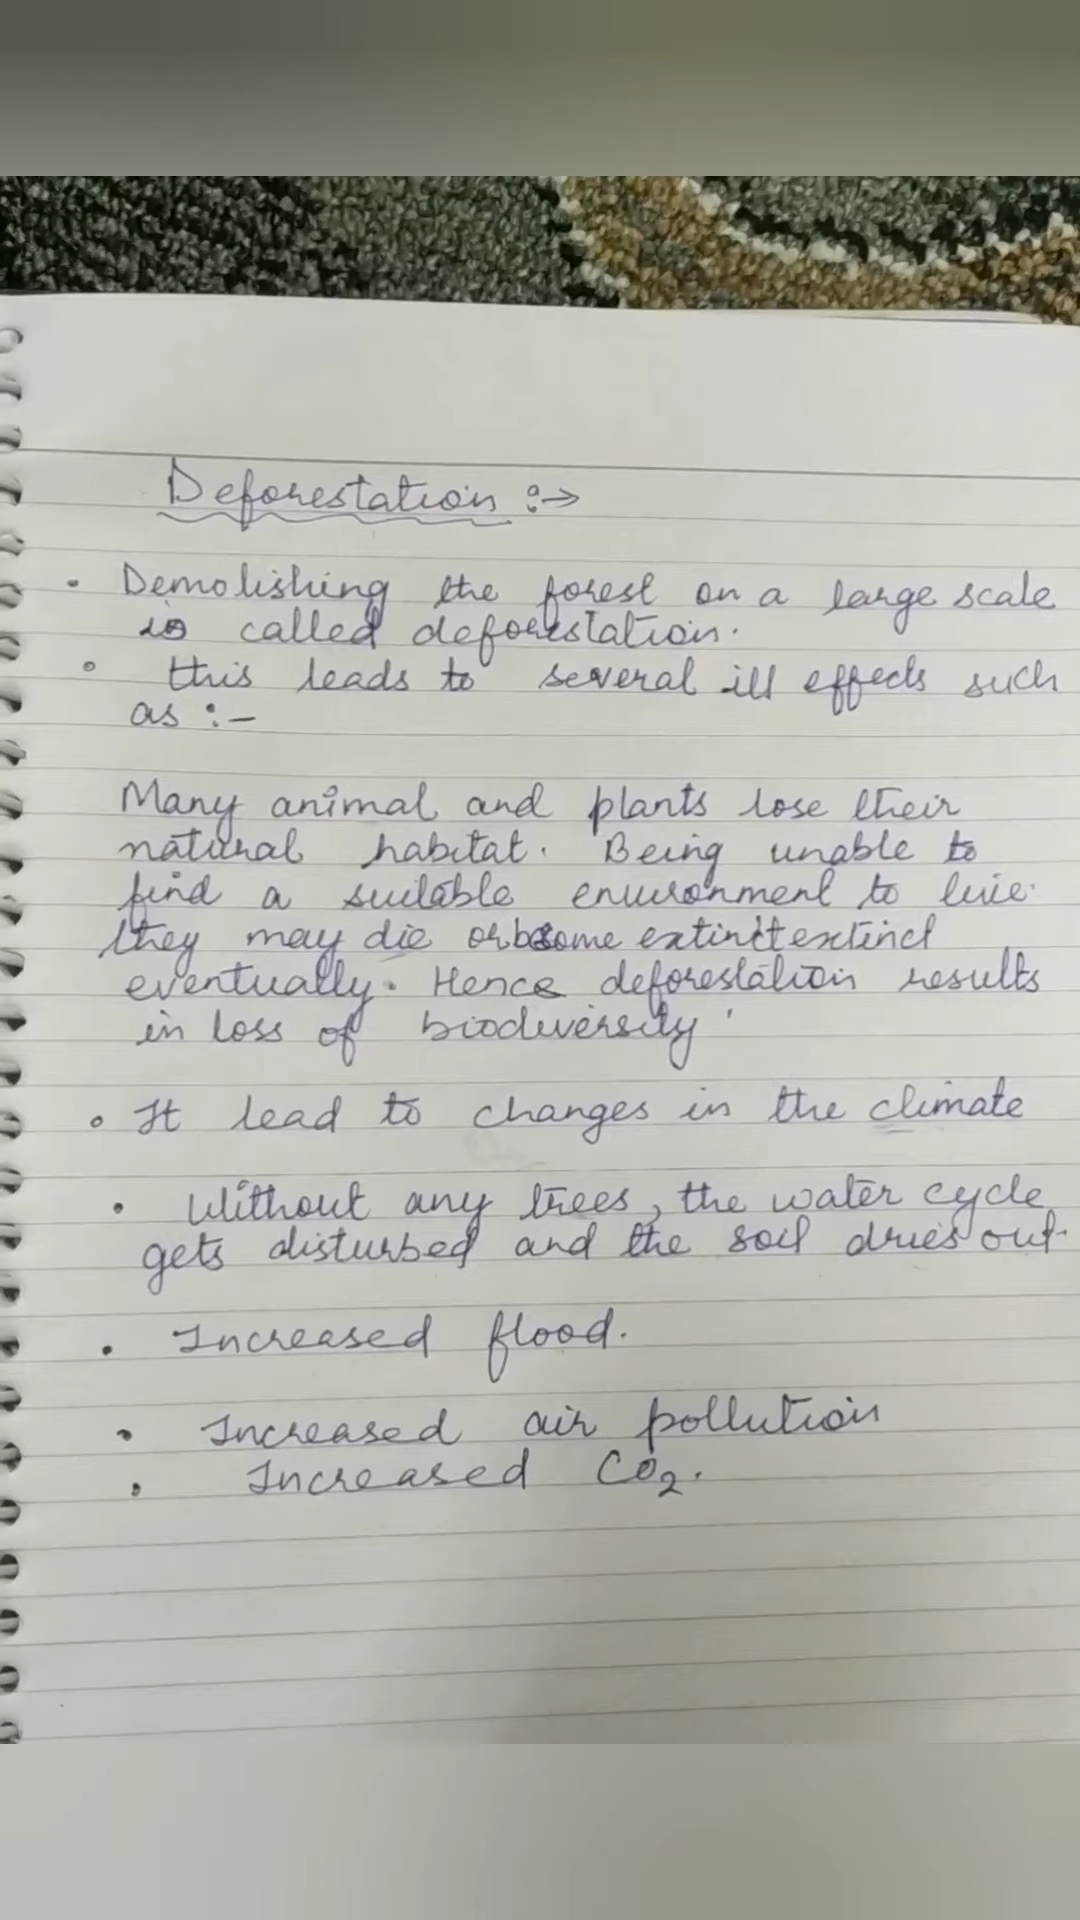 Deforestation :→
• Demolishing the forest on a large scale
is called deforestation.
• this leads to several ill effects such
as :-
Many animal and plants lose their
natural habitat. Being unable to
find a suitable environment to live.
they may die or become extinct extinct
eventually. Hence deforestation results
in loss of biodiversity.
• It lead to changes in the climate
• Without any trees, the water cycle
gets disturbed and the soil dries out.
• Increased flood.
• Increased air pollution
• Increased CO₂.